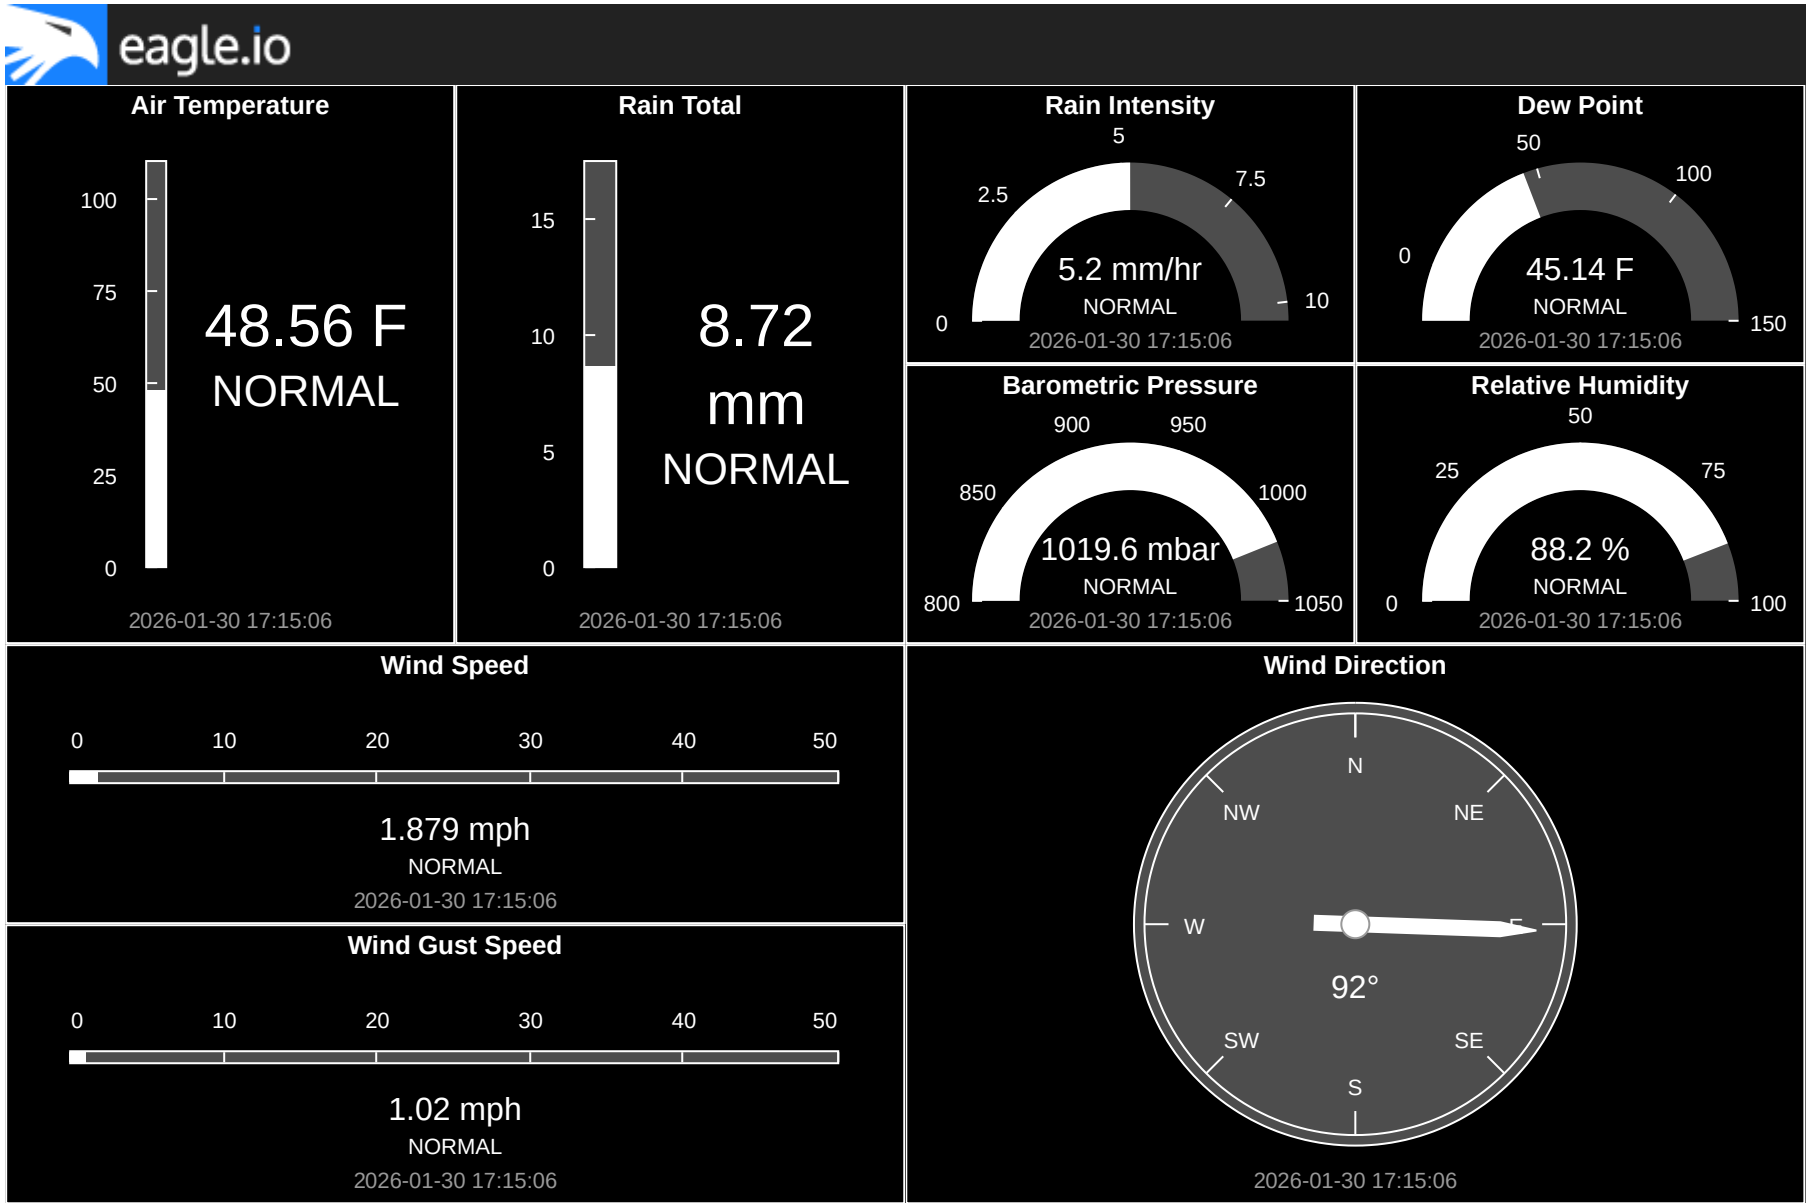 eagle.io
Air Temperature
100
75
50
25
0
48.56 F
NORMAL
2026-01-30 17:15:06
Rain Total
15
10
5
0
8.72
mm
NORMAL
2026-01-30 17:15:06
Rain Intensity
0
2.5
5
7.5
10
5.2 mm/hr
NORMAL
2026-01-30 17:15:06
Dew Point
0
50
100
150
45.14 F
NORMAL
2026-01-30 17:15:06
Barometric Pressure
800
850
900
950
1000
1050
1019.6 mbar
NORMAL
2026-01-30 17:15:06
Relative Humidity
0
25
50
75
100
88.2 %
NORMAL
2026-01-30 17:15:06
Wind Speed
0 10 20 30 40 50
1.879 mph
NORMAL
2026-01-30 17:15:06
Wind Gust Speed
0 10 20 30 40 50
1.02 mph
NORMAL
2026-01-30 17:15:06
Wind Direction
N
NW NE
W E
92°
SW SE
S
2026-01-30 17:15:06